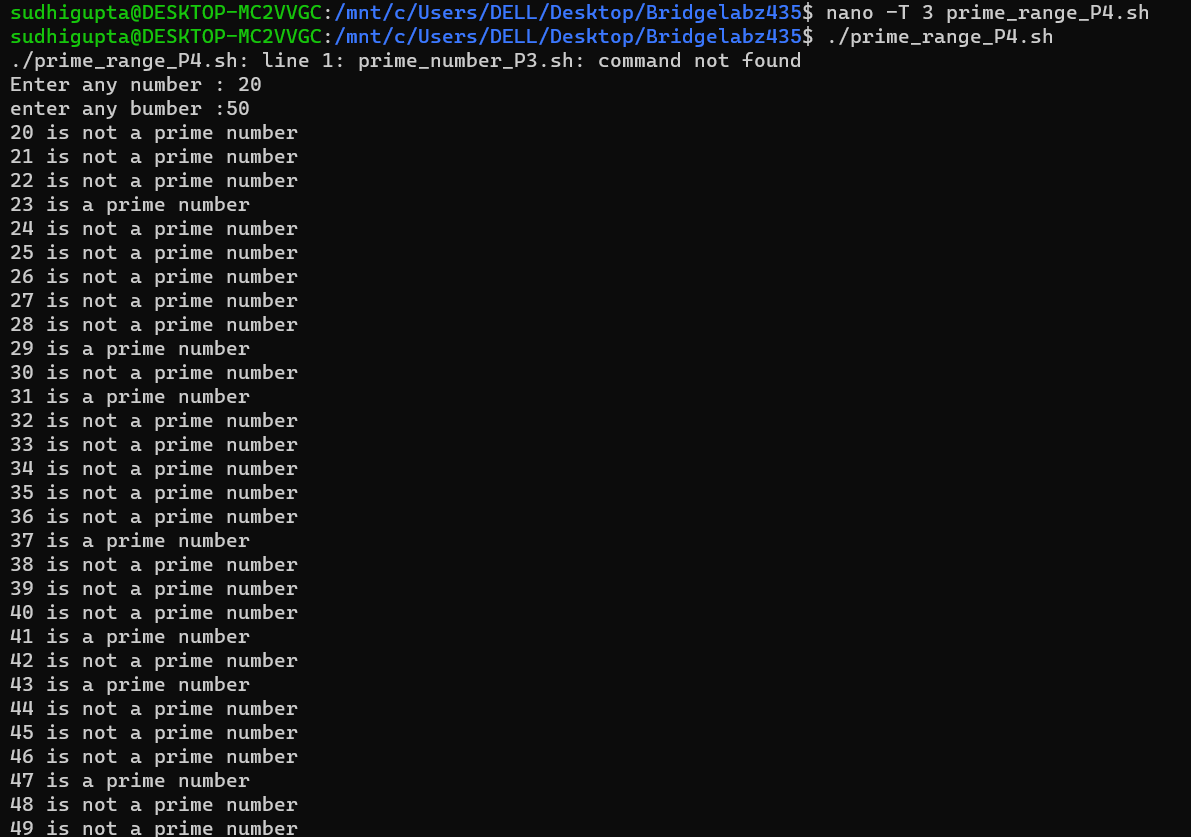 sudhigupta@DESKTOP-MC2VVGC:/mnt/c/Users/DELL/Desktop/Bridgelabz435$ nano -T 3 prime_range_P4.sh
sudhigupta@DESKTOP-MC2VVGC:/mnt/c/Users/DELL/Desktop/Bridgelabz435$ ./prime_range_P4.sh
./prime_range_P4.sh: line 1: prime_number_P3.sh: command not found
Enter any number : 20
enter any bumber :50
20 is not a prime number
21 is not a prime number
22 is not a prime number
23 is a prime number
24 is not a prime number
25 is not a prime number
26 is not a prime number
27 is not a prime number
28 is not a prime number
29 is a prime number
30 is not a prime number
31 is a prime number
32 is not a prime number
33 is not a prime number
34 is not a prime number
35 is not a prime number
36 is not a prime number
37 is a prime number
38 is not a prime number
39 is not a prime number
40 is not a prime number
41 is a prime number
42 is not a prime number
43 is a prime number
44 is not a prime number
45 is not a prime number
46 is not a prime number
47 is a prime number
48 is not a prime number
49 is not a prime number